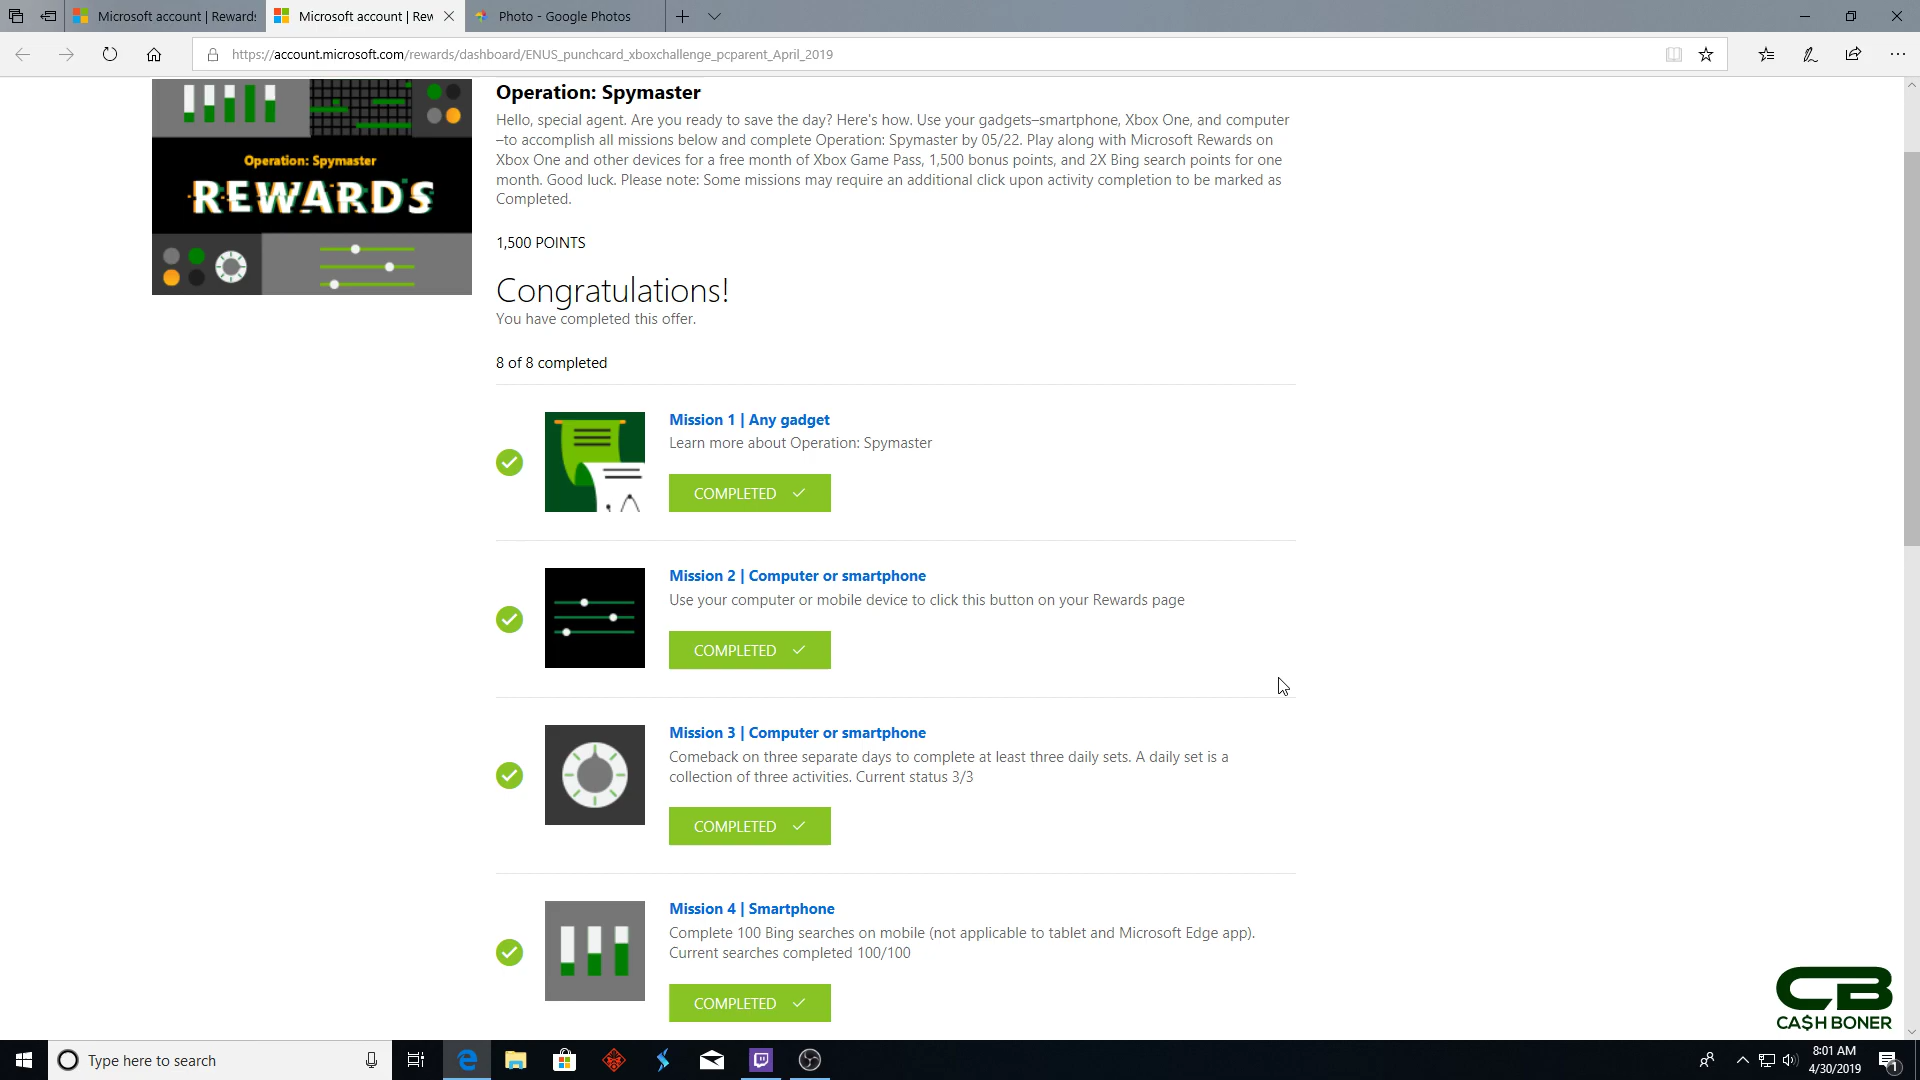 Microsoft account | Rewards
Microsoft account | Rew
Photo - Google Photos
https://account.microsoft.com/rewards/dashboard/ENUS_punchcard_xboxchallenge_pcparent_April_2019
Operation: Spymaster
REWARDS
Operation: Spymaster
Hello, special agent. Are you ready to save the day? Here's how. Use your gadgets–smartphone, Xbox One, and computer
–to accomplish all missions below and complete Operation: Spymaster by 05/22. Play along with Microsoft Rewards on
Xbox One and other devices for a free month of Xbox Game Pass, 1,500 bonus points, and 2X Bing search points for one
month. Good luck. Please note: Some missions may require an additional click upon activity completion to be marked as
Completed.
1,500 POINTS
Congratulations!
You have completed this offer.
8 of 8 completed
Mission 1 | Any gadget
Learn more about Operation: Spymaster
COMPLETED
Mission 2 | Computer or smartphone
Use your computer or mobile device to click this button on your Rewards page
COMPLETED
Mission 3 | Computer or smartphone
Comeback on three separate days to complete at least three daily sets. A daily set is a
collection of three activities. Current status 3/3
COMPLETED
Mission 4 | Smartphone
Complete 100 Bing searches on mobile (not applicable to tablet and Microsoft Edge app).
Current searches completed 100/100
COMPLETED
CB
CA$H BONER
Type here to search
8:01 AM
4/30/2019
1